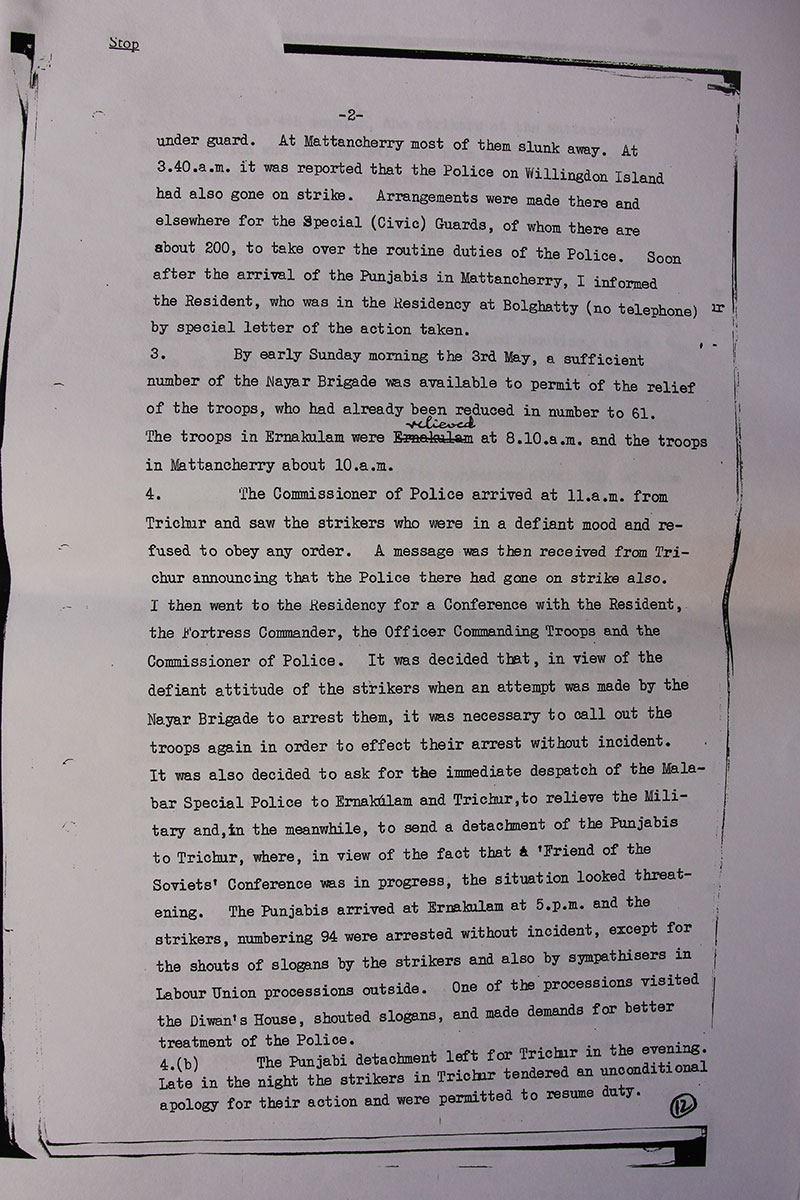 Stop
-2-
under guard. At Mattancherry most of them slunk away. At
3.40.a.m. it was reported that the Police on Willingdon Island
had also gone on strike. Arrangements were made there and
elsewhere for the Special (Civic) Guards, of whom there are
about 200, to take over the routine duties of the Police. Soon
after the arrival of the Punjabis in Mattancherry, I informed
the Resident, who was in the Residency at Bolghatty (no telephone)
by special letter of the action taken.
3. By early Sunday morning the 3rd May, a sufficient
number of the Nayar Brigade was available to permit of the relief
of the troops, who had already been reduced in number to 61.
relieved
The troops in Ernakulam were Ernakulam at 8.10.a.m. and the troops
in Mattancherry about 10.a.m.
4. The Commissioner of Police arrived at 11.a.m. from
Trichur and saw the strikers who were in a defiant mood and re-
fused to obey any order. A message was then received from Tri-
chur announcing that the Police there had gone on strike also.
I then went to the Residency for a Conference with the Resident,
the Fortress Commander, the Officer Commanding Troops and the
Commissioner of Police. It was decided that, in view of the
defiant attitude of the strikers when an attempt was made by the
Nayar Brigade to arrest them, it was necessary to call out the
troops again in order to effect their arrest without incident.
It was also decided to ask for the immediate despatch of the Mala-
bar Special Police to Ernakulam and Trichur,to relieve the Mili-
tary and,in the meanwhile, to send a detachment of the Punjabis
to Trichur, where, in view of the fact that A 'Friend of the
Soviets' Conference was in progress, the situation looked threat-
ening. The Punjabis arrived at Ernakulam at 5.p.m. and the
strikers, numbering 94 were arrested without incident, except for
the shouts of slogans by the strikers and also by sympathisers in
Labour Union processions outside. One of the processions visited
the Diwan's House, shouted slogans, and made demands for better
treatment of the Police.
4.(b) The Punjabi detachment left for Trichur in the evening.
Late in the night the strikers in Trichur tendered an unconditional
apology for their action and were permitted to resume duty.
12